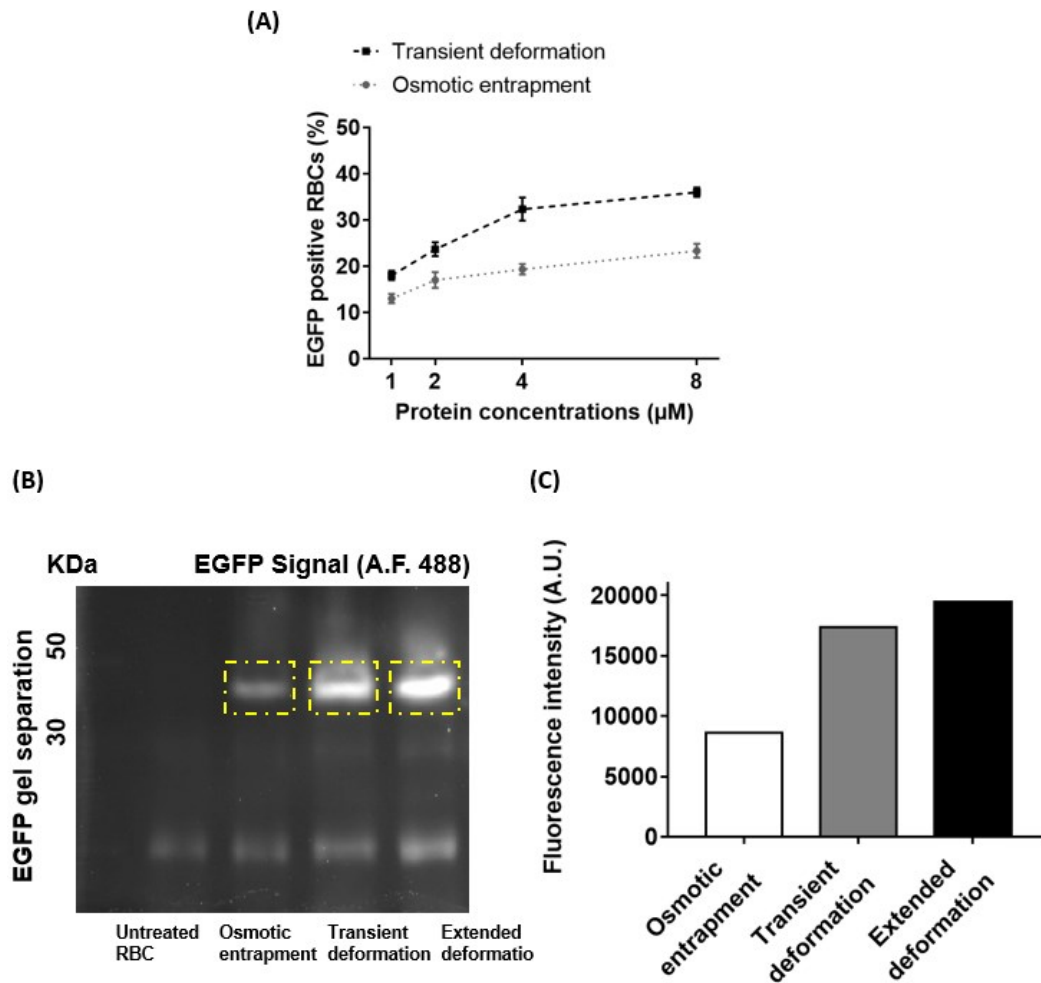 (A)
Transient deformation
Osmotic entrapment
EGFP positive RBCs (%)
50
40
30
20
10
0
1 2 4 8
Protein concentrations (µM)
(B)
KDa
EGFP Signal (A.F. 488)
50
30
EGFP gel separation
Untreated
RBC
Osmotic
entrapment
Transient
deformation
Extended
deformatio
(C)
Fluorescence intensity (A.U.)
20000
15000
10000
5000
0
Osmotic
entrapment
Transient
deformation
Extended
deformation